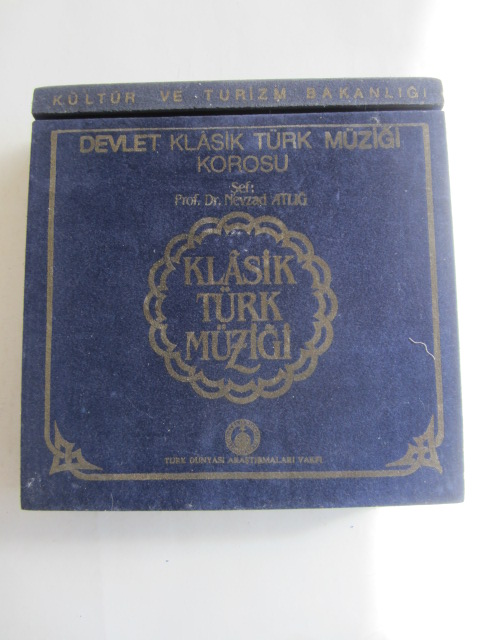 KÜLTÜR VE TURİZM BAKANLIĞI
DEVLET KLÂSİK TÜRK MÜZİĞİ
KOROSU
Şef:
Prof. Dr. Nevzad ATLIĞ
KLÂSİK
TÜRK
MÜZİĞİ
TÜRK DÜNYASI ARAŞTIRMALARI VAKFI